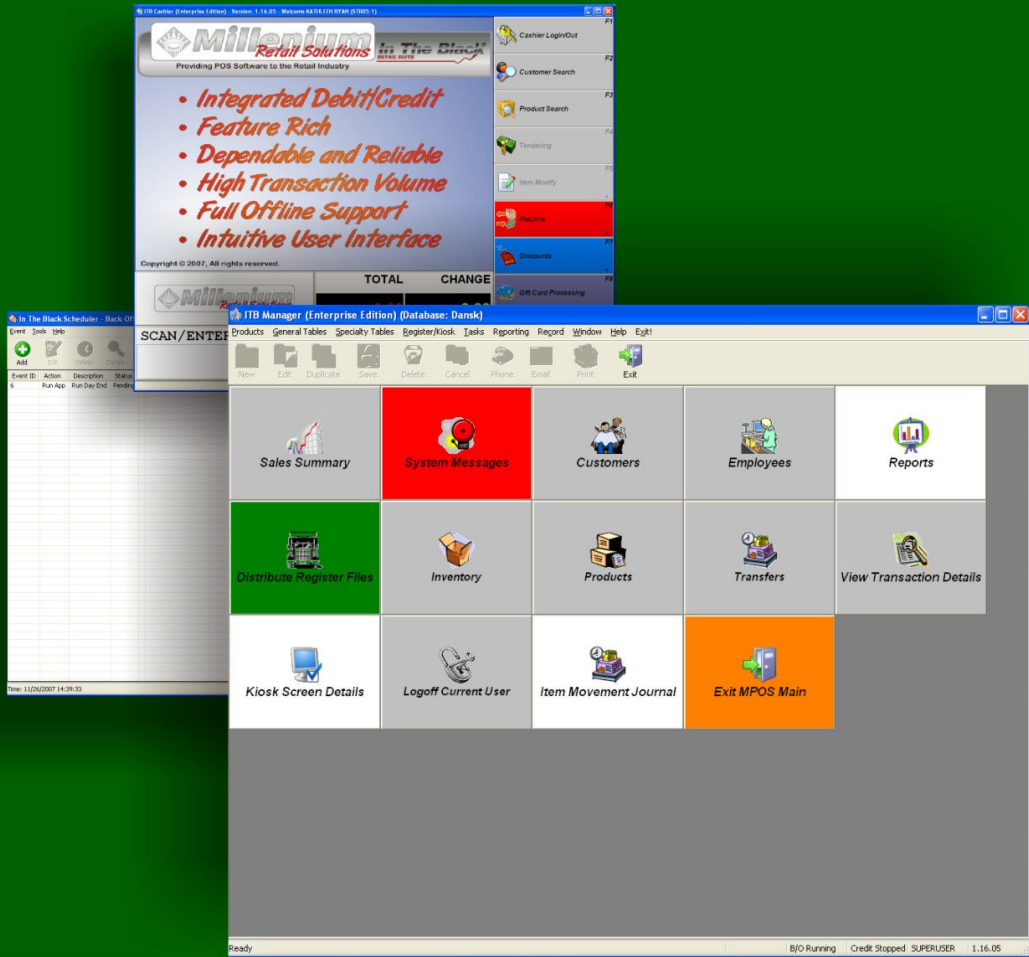 ITB Cashier (Enterprise Edition) - Version: 1.16.05 - Welcome KATHLEEN RYAN (STR05-1)
Millenium
Retail Solutions
In The Black
RETAIL SUITE
Providing POS Software to the Retail Industry
• Integrated Debit/Credit
• Feature Rich
• Dependable and Reliable
• High Transaction Volume
• Full Offline Support
• Intuitive User Interface
Copyright © 2007, All rights reserved.
F1
Cashier Login/Out
F2
Customer Search
F3
Product Search
F4
Tendering
F5
Item Modify
F6
Returns
F7
Discounts
F8
Gift Card Processing
TOTAL CHANGE
Millenium
SCAN/ENTER
In The Black Scheduler - Back-Of
Event Tools Help
Add Edit Delete Details
Event ID Action Description Status
6 Run App Run Day End Pending
Time: 11/26/2007 14:39:33
ITB Manager (Enterprise Edition) (Database: Dansk)
Products General Tables Specialty Tables Register/Kiosk Tasks Reporting Record Window Help Exit!
New Edit Duplicate Save Delete Cancel Phone Email Print Exit
Sales Summary System Messages Customers Employees Reports
Distribute Register Files Inventory Products Transfers View Transaction Details
Kiosk Screen Details Logoff Current User Item Movement Journal Exit MPOS Main
Ready B/O Running Credit Stopped SUPERUSER 1.16.05